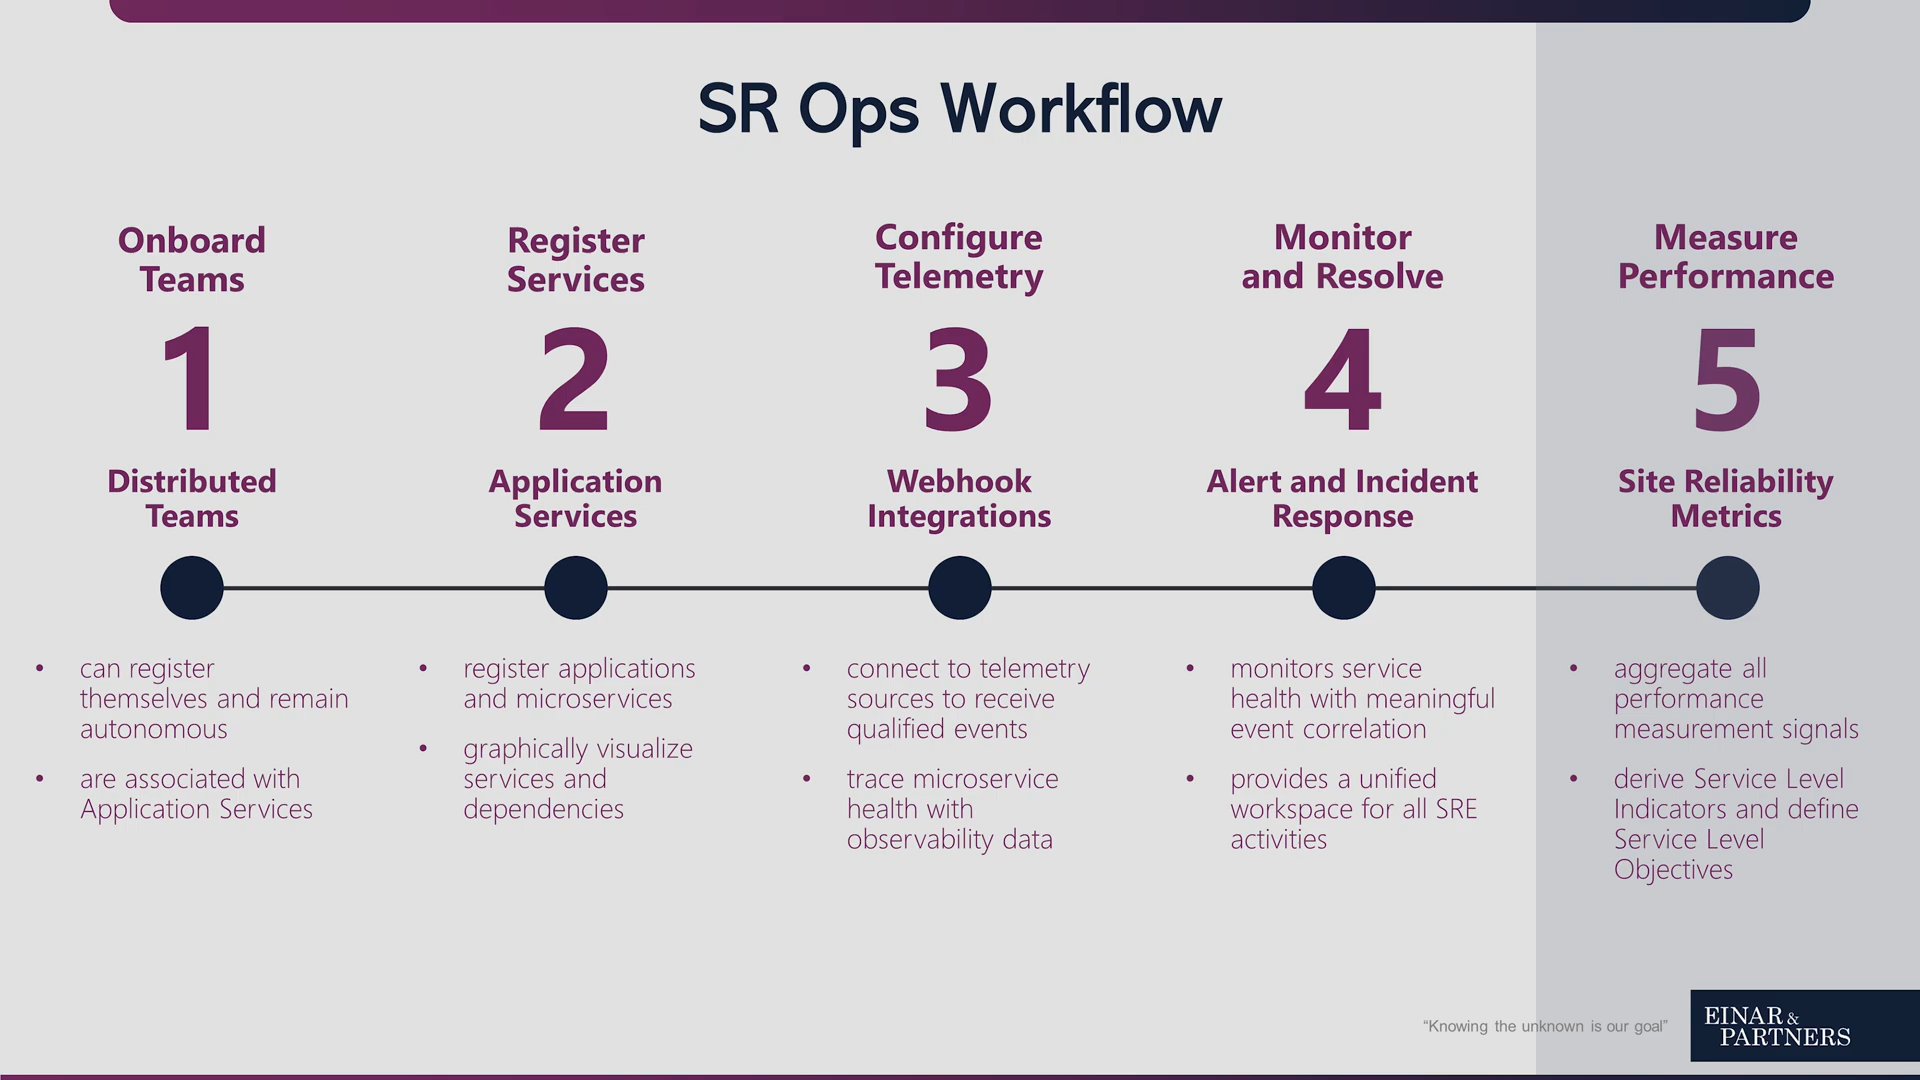 SR Ops Workflow
Onboard
Teams
1
Distributed
Teams
• can register
themselves and remain
autonomous
• are associated with
Application Services
Register
Services
2
Application
Services
• register applications
and microservices
• graphically visualize
services and
dependencies
Configure
Telemetry
3
Webhook
Integrations
• connect to telemetry
sources to receive
qualified events
• trace microservice
health with
observability data
Monitor
and Resolve
4
Alert and Incident
Response
• monitors service
health with meaningful
event correlation
• provides a unified
workspace for all SRE
activities
Measure
Performance
5
Site Reliability
Metrics
• aggregate all
performance
measurement signals
• derive Service Level
Indicators and define
Service Level
Objectives
“Knowing the unknown is our goal”
EINAR &
PARTNERS